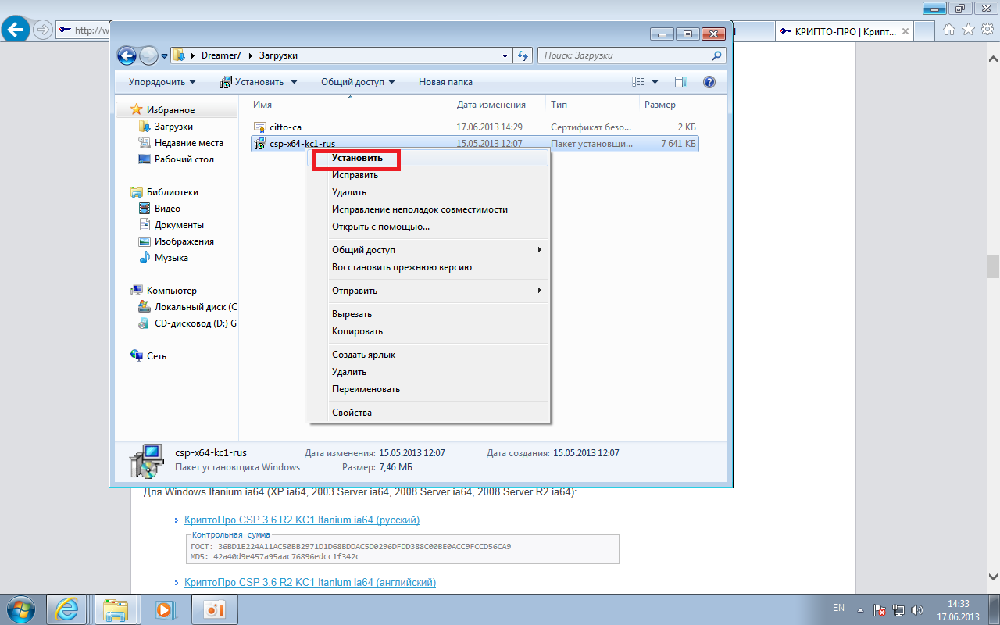 http://w
N
КРИПТО-ПРО | Крипт...
Dreamer7
Загрузки
Поиск: Загрузки
Упорядочить
Установить
Общий доступ
Новая папка
Избранное
Загрузки
Недавние места
Рабочий стол
Библиотеки
Видео
Документы
Изображения
Музыка
Компьютер
Локальный диск (C
CD-дисковод (D:) G
Сеть
Имя Дата изменения Тип Размер
citto-ca 17.06.2013 14:29 Сертификат безо... 2 КБ
csp-x64-kc1-rus 15.05.2013 12:07 Пакет установщи... 7 641 КБ
Установить
Исправить
Удалить
Исправление неполадок совместимости
Открыть с помощью...
Общий доступ
Восстановить прежнюю версию
Отправить
Вырезать
Копировать
Создать ярлык
Удалить
Переименовать
Свойства
csp-x64-kc1-rus Дата изменения: 15.05.2013 12:07 Дата создания: 15.05.2013 12:07
Пакет установщика Windows Размер: 7,46 МБ
Для Windows Itanium ia64 (XP ia64, 2003 Server ia64, 2008 Server ia64, 2008 Server R2 ia64):
КриптоПро CSP 3.6 R2 KC1 Itanium ia64 (русский)
Контрольная сумма
ГОСТ: 36BD1E224A11AC50BB2971D1D68BDDAC5D0296DFDD388C00BE0ACC9FCCD56CA9
MD5: 42a40d9e457a95aac76896edcc1f342c
КриптоПро CSP 3.6 R2 KC1 Itanium ia64 (английский)
EN
14:33
17.06.2013